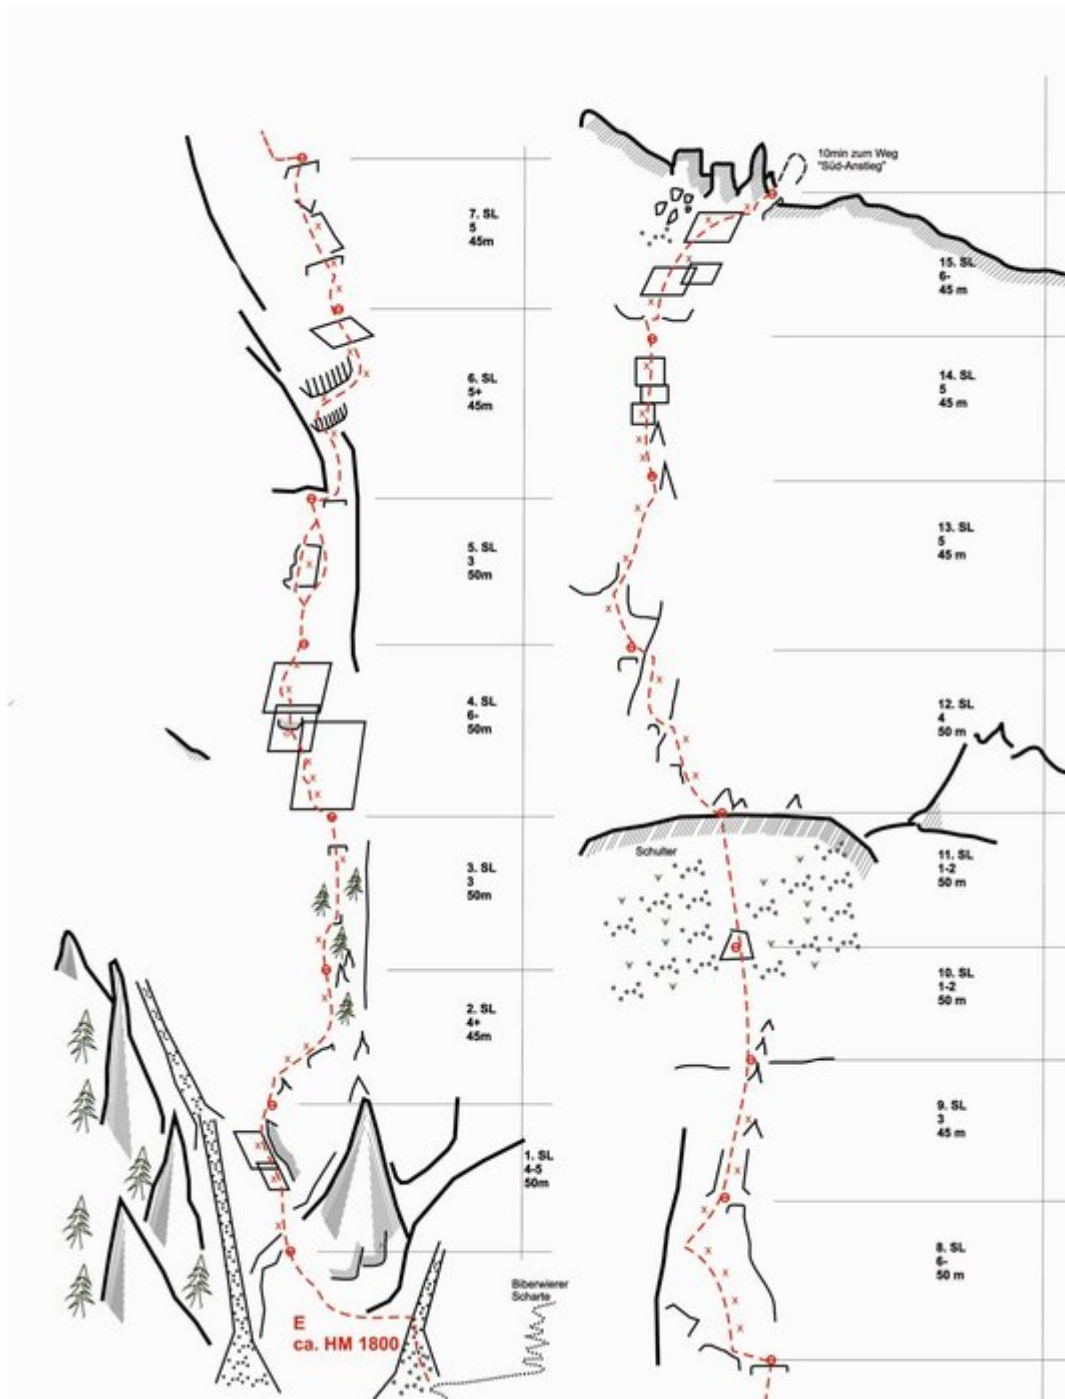 7. SL
5
45m
6. SL
5+
45m
5. SL
3
50m
4. SL
6-
50m
3. SL
3
50m
2. SL
4+
45m
1. SL
4-5
50m
E
ca. HM 1800
Biberwierer
Scharte
10min zum Weg
"Süd-Anstieg"
15. SL
6-
45 m
14. SL
5
45 m
13. SL
5
45 m
12. SL
4
50 m
Schulter
11. SL
1-2
50 m
10. SL
1-2
50 m
9. SL
3
45 m
8. SL
6-
50 m